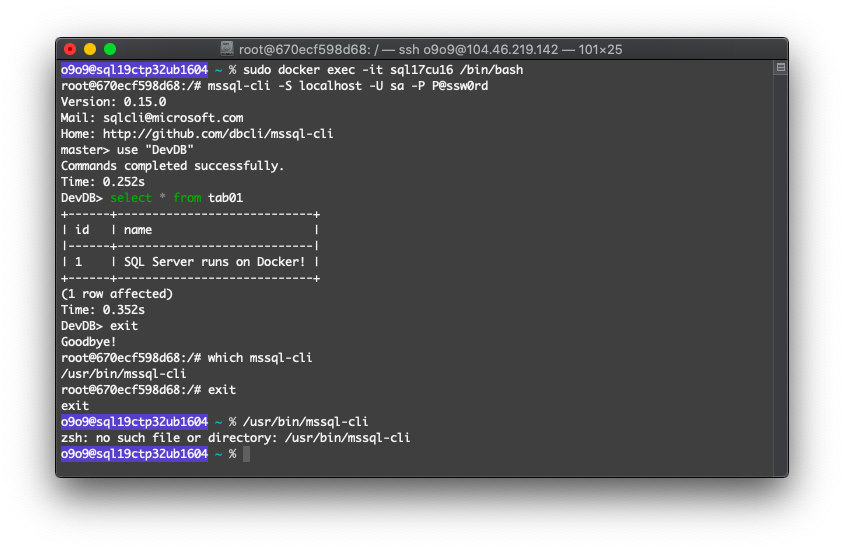 root@670ecf598d68: / — ssh o9o9@104.46.219.142 — 101×25
o9o9@sql19ctp32ub1604 ~ % sudo docker exec -it sql17cu16 /bin/bash
root@670ecf598d68:/# mssql-cli -S localhost -U sa -P P@ssw0rd
Version: 0.15.0
Mail: sqlcli@microsoft.com
Home: http://github.com/dbcli/mssql-cli
master> use "DevDB"
Commands completed successfully.
Time: 0.252s
DevDB> select * from tab01
+------+----------------------------+
| id   | name                       |
|------+----------------------------|
| 1    | SQL Server runs on Docker! |
+------+----------------------------+
(1 row affected)
Time: 0.352s
DevDB> exit
Goodbye!
root@670ecf598d68:/# which mssql-cli
/usr/bin/mssql-cli
root@670ecf598d68:/# exit
exit
o9o9@sql19ctp32ub1604 ~ % /usr/bin/mssql-cli
zsh: no such file or directory: /usr/bin/mssql-cli
o9o9@sql19ctp32ub1604 ~ %